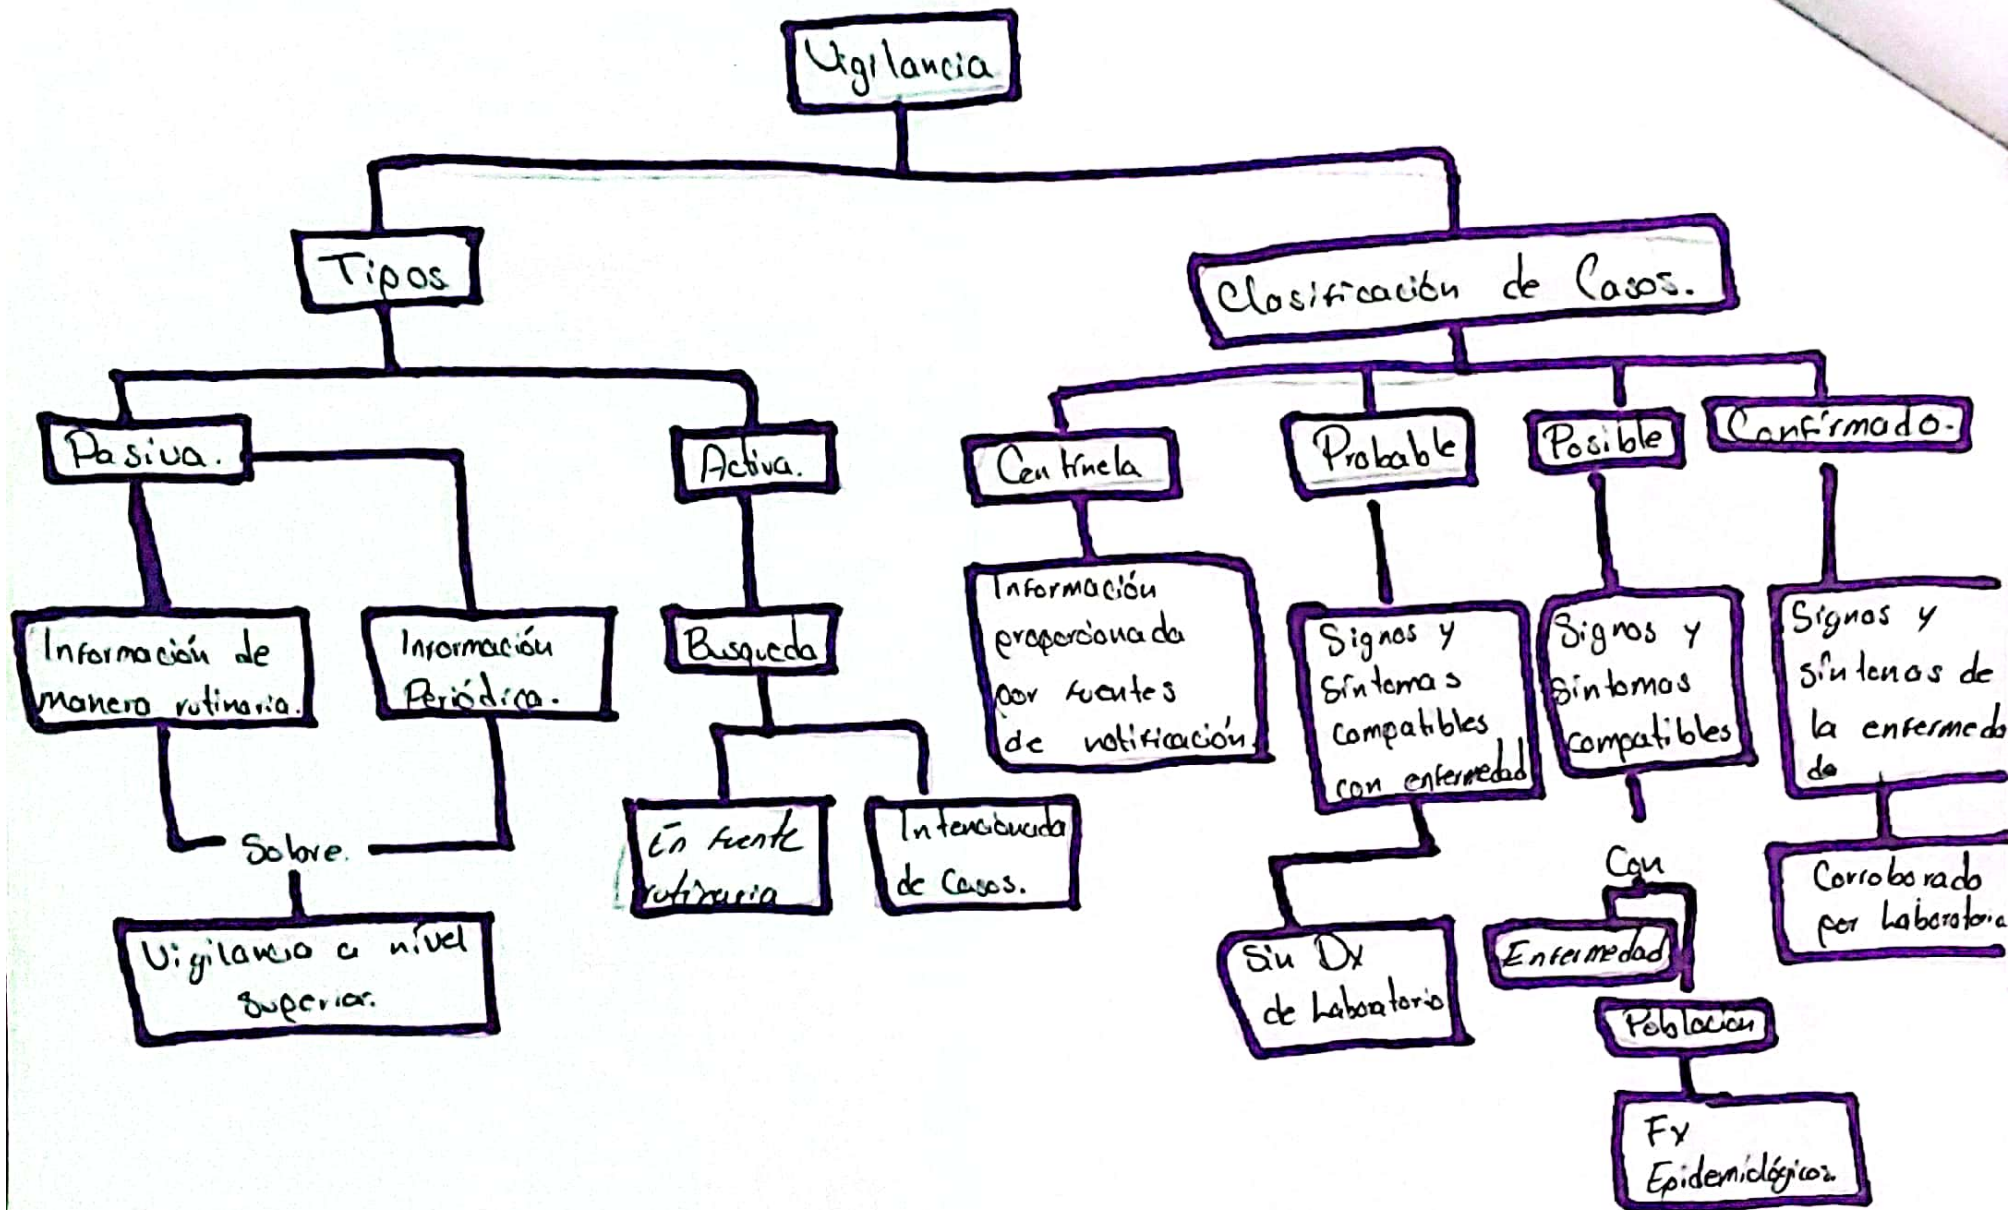 Vigilancia
Tipos
Clasificación de Casos.
Pasiva.
Activa.
Centinela
Probable
Posible
Confirmado.
Información de
manera rutinaria.
Información
Periódica.
Busqueda
Información
proporcionada
por fuentes
de notificación.
Signos y
síntomas
compatibles
con enfermedad
Signos y
síntomas
compatibles
Signos y
síntomas de
la enfermeda
de
Sobre.
En fuente
rutinaria
Intencionada
de Casos.
Con
Corroborado
por Laboratorio
Vigilancia a nível
Superior.
Sin Dx
de Laboratorio
Enfermedad
Población
Fx
Epidemiológicos.